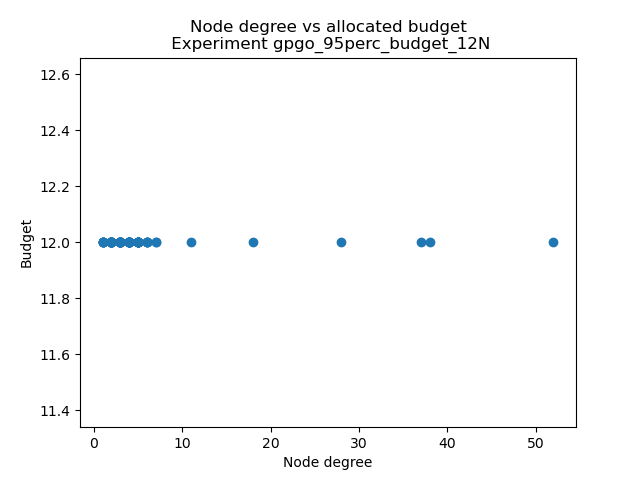 Node degree vs allocated budget
Experiment gpgo_95perc_budget_12N
12.6
12.4
12.2
12.0
11.8
11.6
11.4
Budget
0 10 20 30 40 50
Node degree